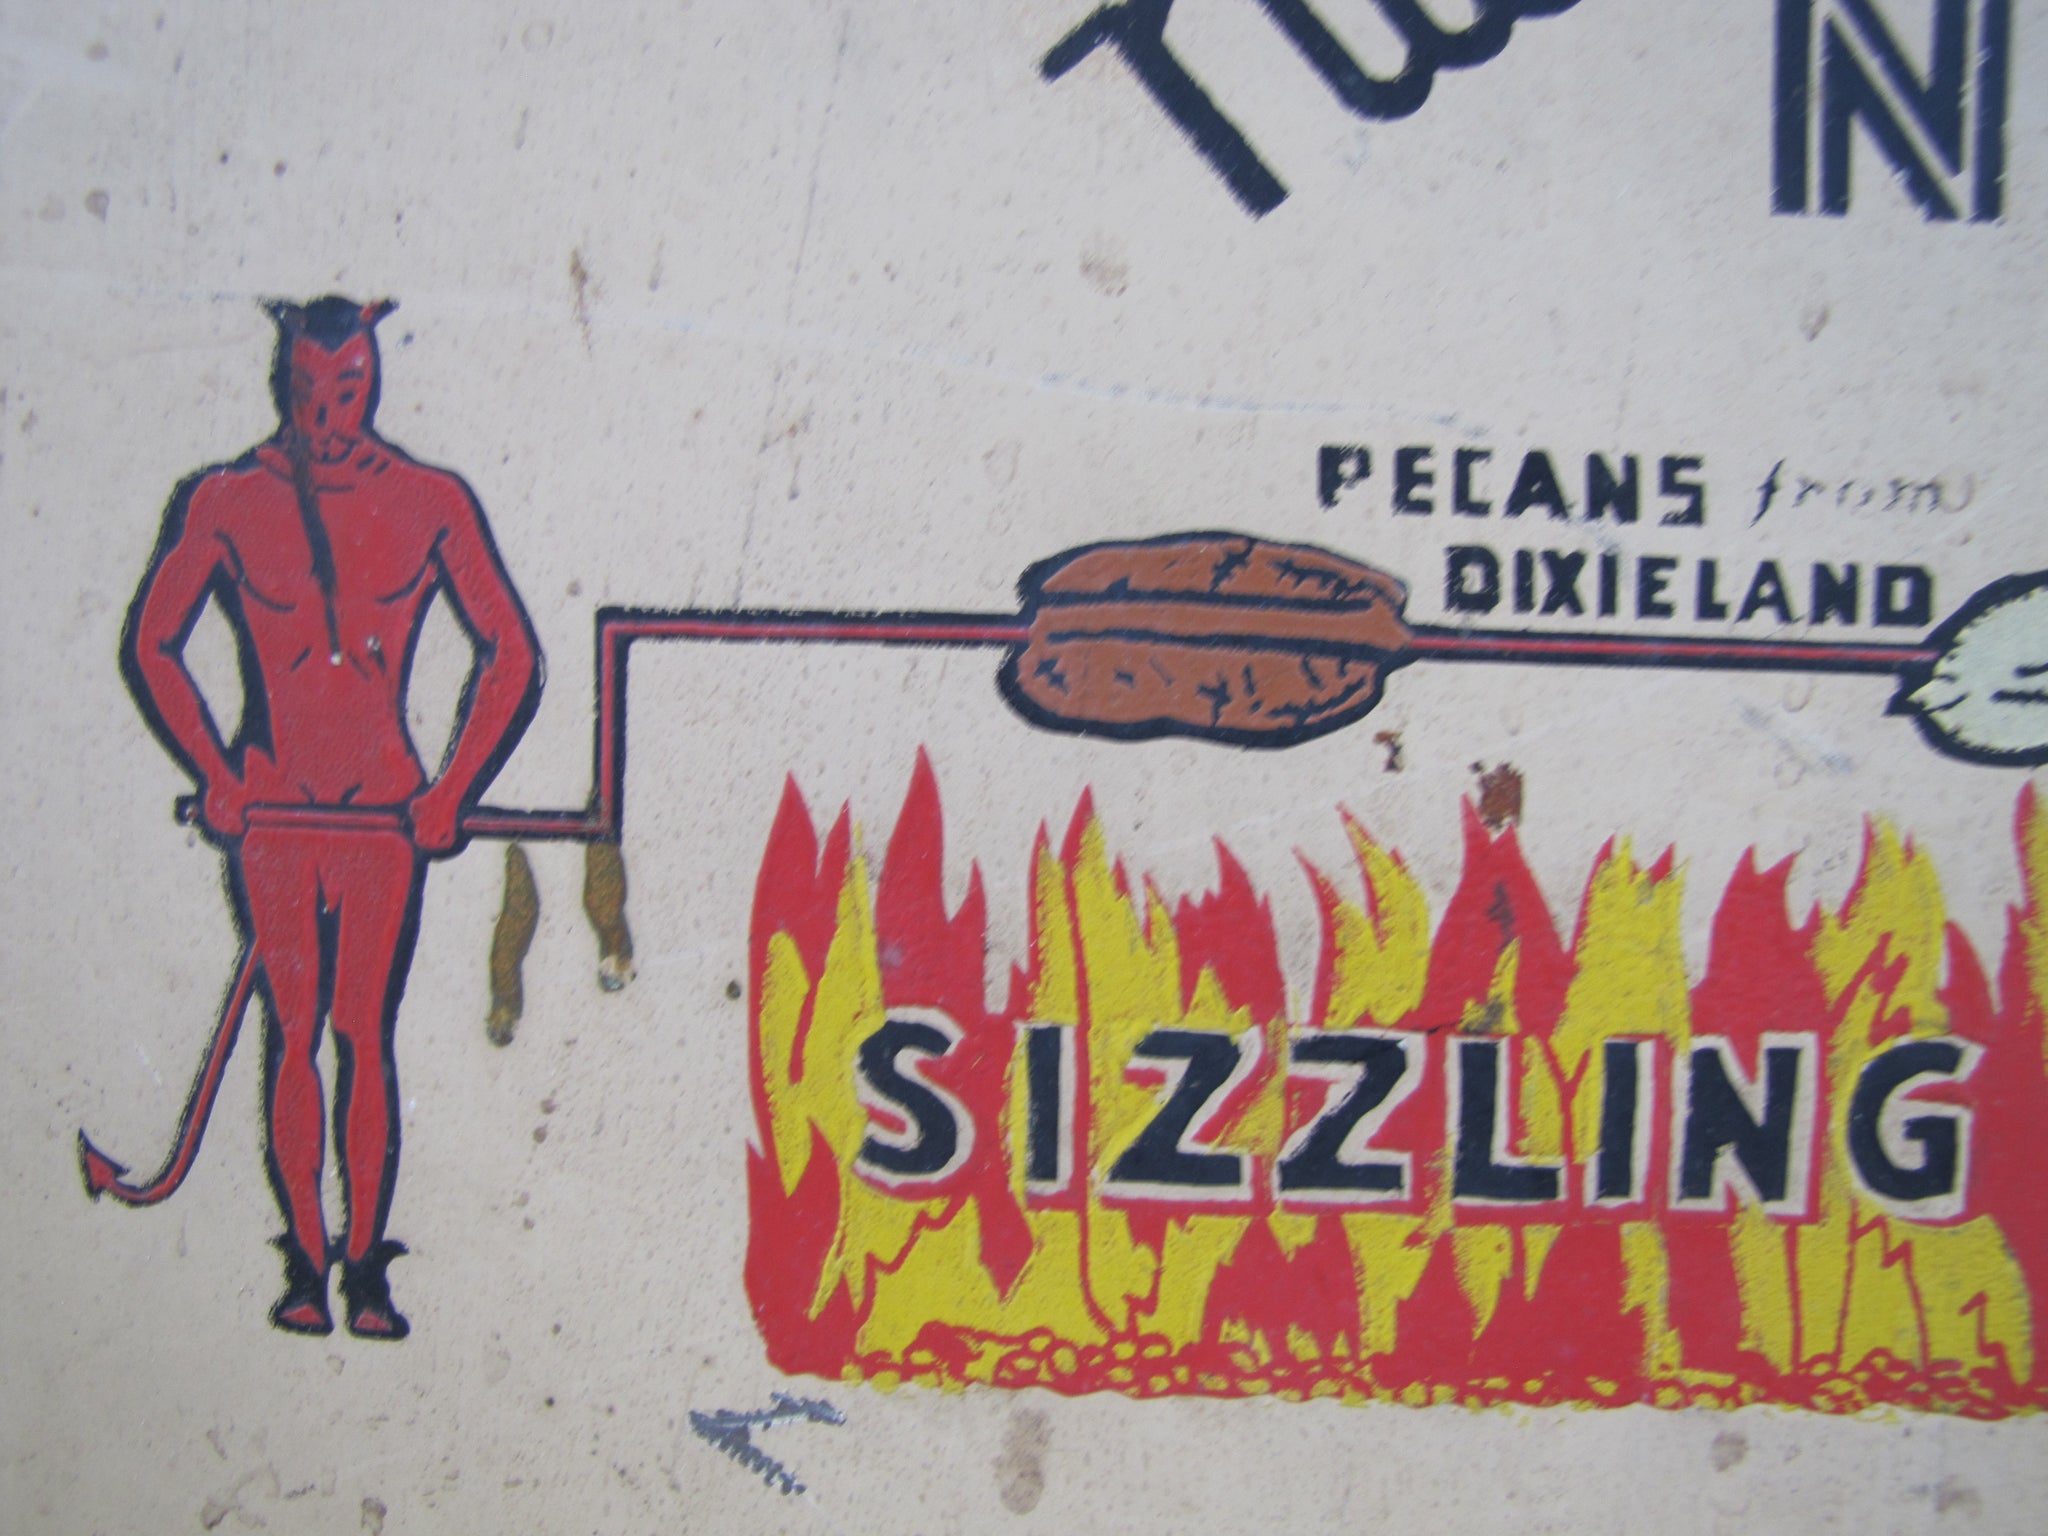 N
PECANS from
DIXIELAND
SIZZLING